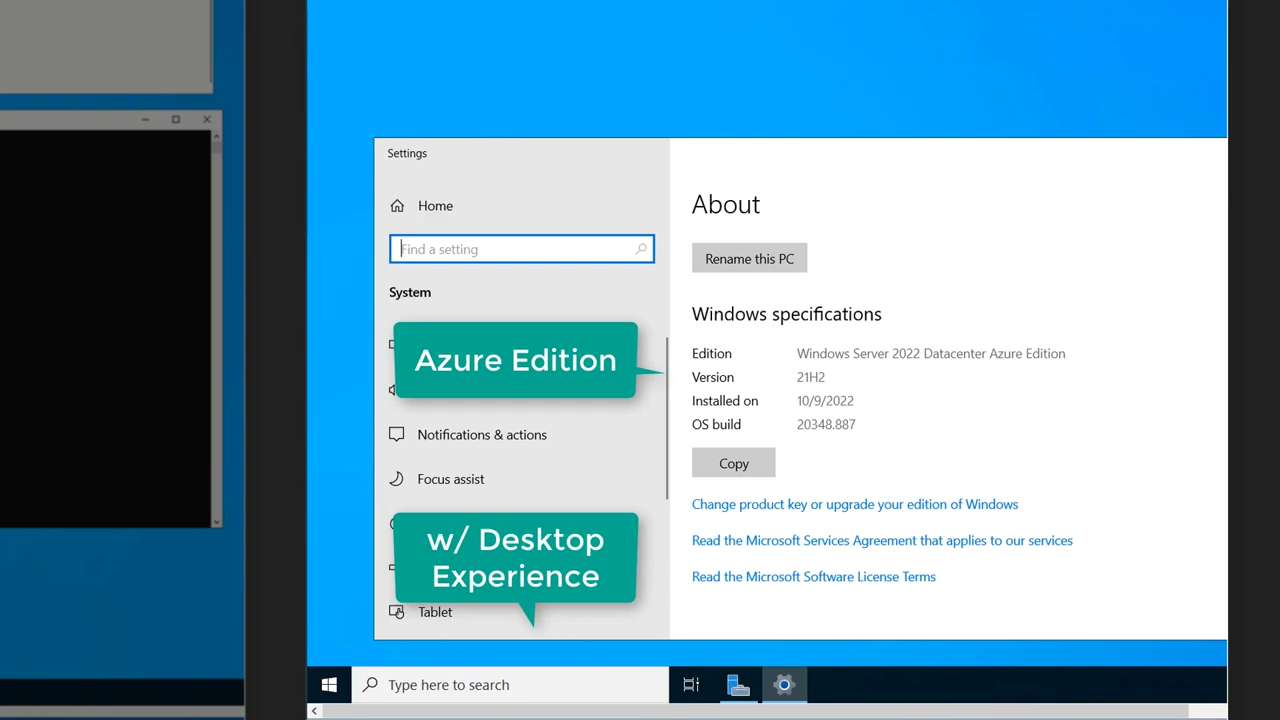 Settings
Home
Find a setting
System
Azure Edition
Notifications & actions
Focus assist
w/ Desktop
Experience
Tablet
About
Rename this PC
Windows specifications
Edition Windows Server 2022 Datacenter Azure Edition
Version 21H2
Installed on 10/9/2022
OS build 20348.887
Copy
Change product key or upgrade your edition of Windows
Read the Microsoft Services Agreement that applies to our services
Read the Microsoft Software License Terms
Type here to search